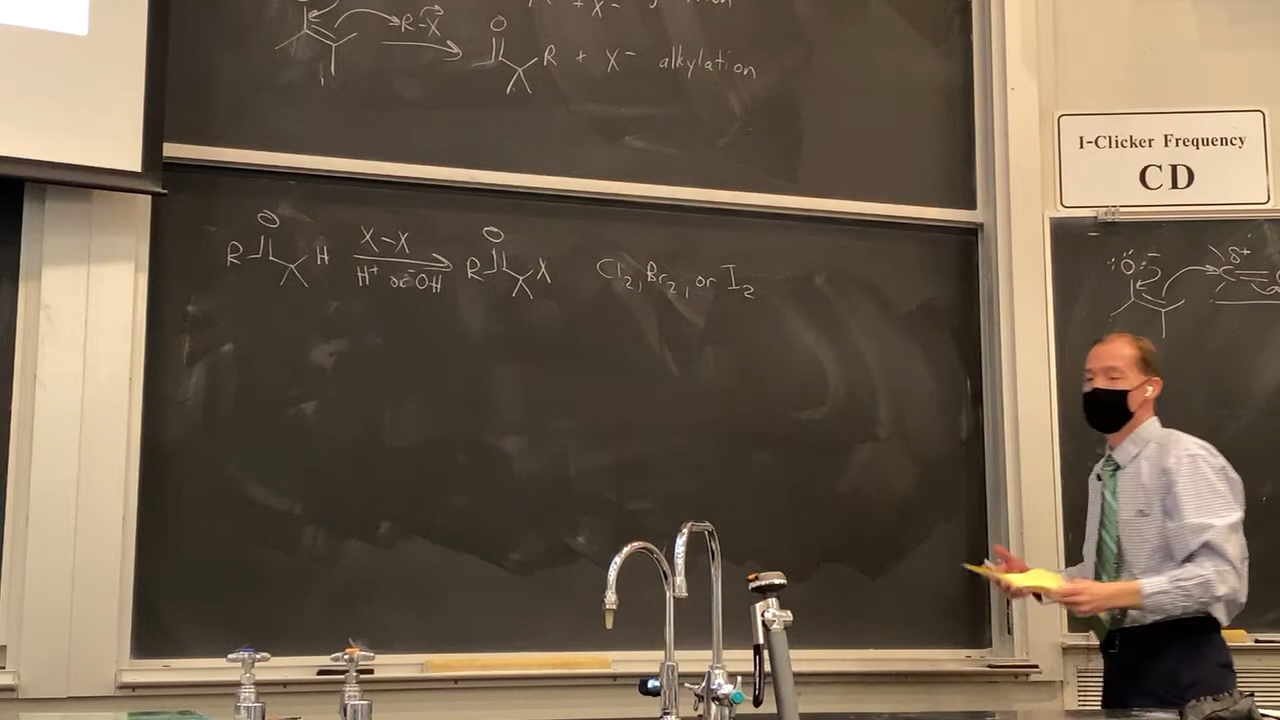 R-X
O
R + X⁻ alkylation
I-Clicker Frequency
CD
O
R
H
X-X
H⁺ or ⁻OH
O
R
X
Cl₂, Br₂, or I₂
:Ö:⁻
C δ+